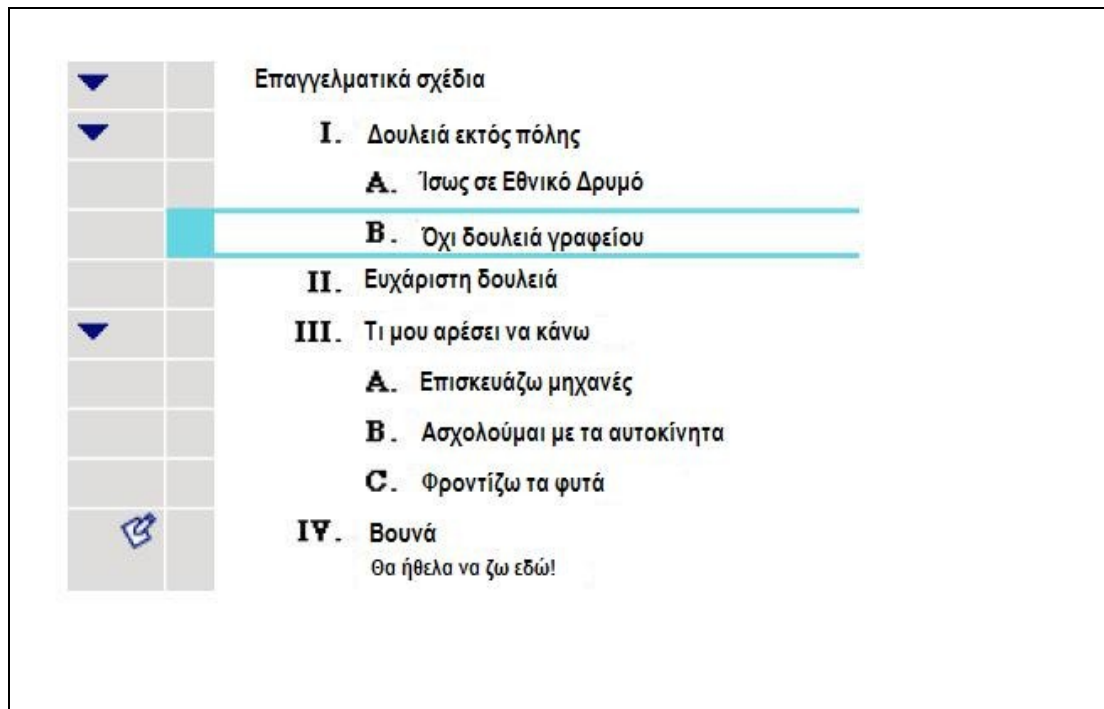 Επαγγελματικά σχέδια
I. Δουλειά εκτός πόλης
A. Ίσως σε Εθνικό Δρυμό
B. Όχι δουλειά γραφείου
II. Ευχάριστη δουλειά
III. Τι μου αρέσει να κάνω
A. Επισκευάζω μηχανές
B. Ασχολούμαι με τα αυτοκίνητα
C. Φροντίζω τα φυτά
IV. Βουνά
Θα ήθελα να ζω εδώ!